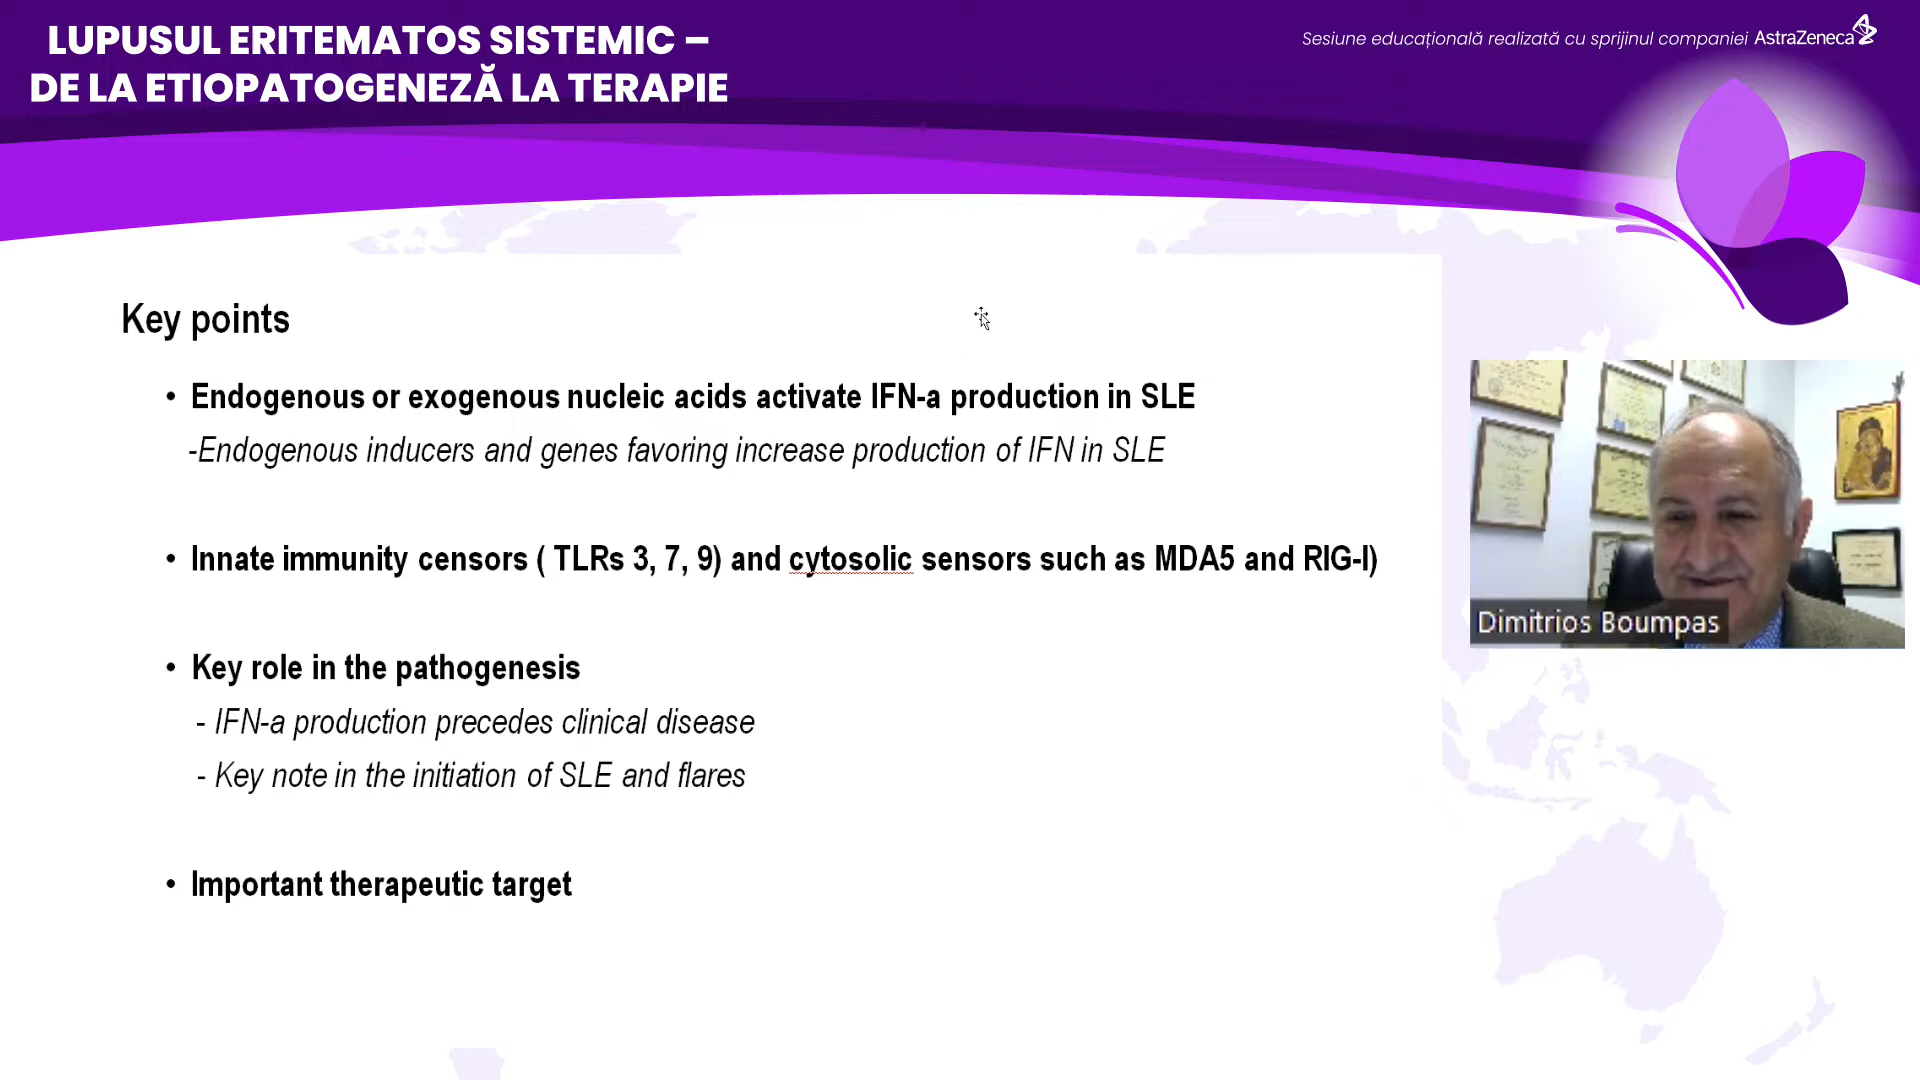 LUPUSUL ERITEMATOS SISTEMIC –
DE LA ETIOPATOGENEZĂ LA TERAPIE
Sesiune educațională realizată cu sprijinul companiei AstraZeneca
Key points
• Endogenous or exogenous nucleic acids activate IFN-a production in SLE
-Endogenous inducers and genes favoring increase production of IFN in SLE
• Innate immunity censors ( TLRs 3, 7, 9) and cytosolic sensors such as MDA5 and RIG-I)
• Key role in the pathogenesis
- IFN-a production precedes clinical disease
- Key note in the initiation of SLE and flares
• Important therapeutic target
Dimitrios Boumpas